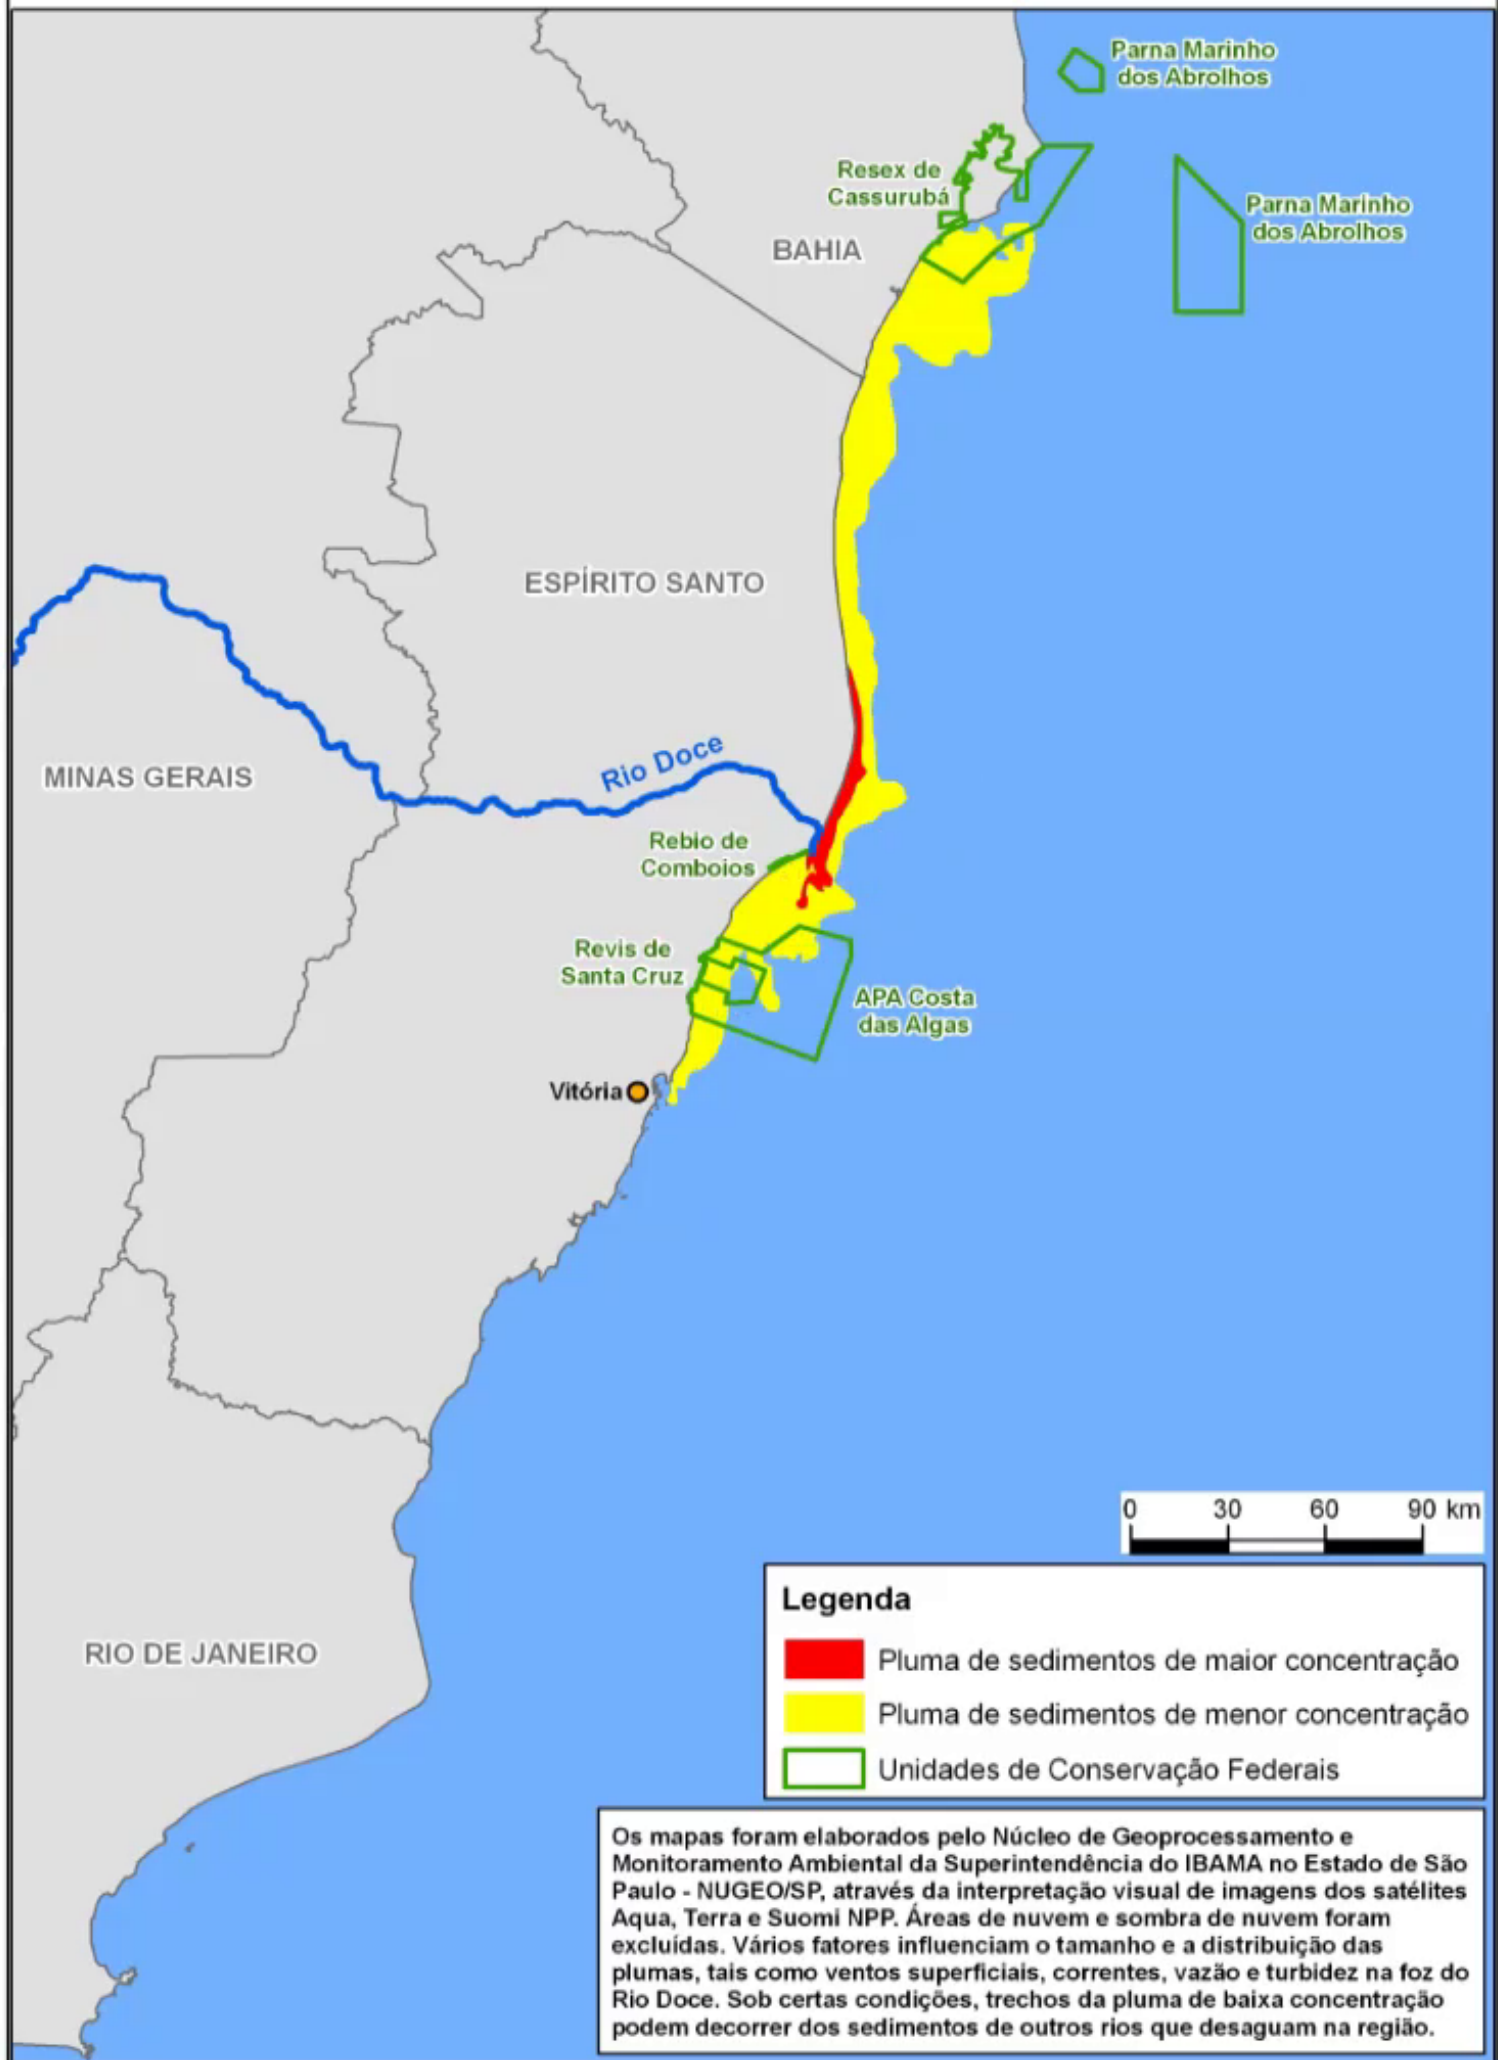 Parna Marinho
dos Abrolhos
Resex de
Cassurubá
Parna Marinho
dos Abrolhos
BAHIA
ESPÍRITO SANTO
MINAS GERAIS
Rio Doce
Rebio de
Comboios
Revis de
Santa Cruz
APA Costa
das Algas
Vitória
RIO DE JANEIRO
0 30 60 90 km
Legenda
Pluma de sedimentos de maior concentração
Pluma de sedimentos de menor concentração
Unidades de Conservação Federais
Os mapas foram elaborados pelo Núcleo de Geoprocessamento e
Monitoramento Ambiental da Superintendência do IBAMA no Estado de São
Paulo - NUGEO/SP, através da interpretação visual de imagens dos satélites
Aqua, Terra e Suomi NPP. Áreas de nuvem e sombra de nuvem foram
excluídas. Vários fatores influenciam o tamanho e a distribuição das
plumas, tais como ventos superficiais, correntes, vazão e turbidez na foz do
Rio Doce. Sob certas condições, trechos da pluma de baixa concentração
podem decorrer dos sedimentos de outros rios que desaguam na região.